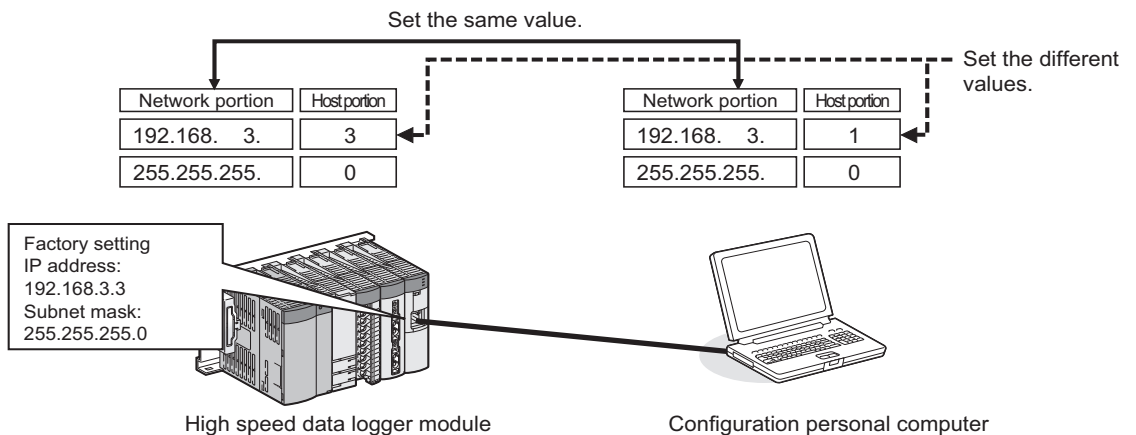 Set the same value.
Set the different
values.
Network portion Host portion
192.168. 3. 3
255.255.255. 0
Network portion Host portion
192.168. 3. 1
255.255.255. 0
Factory setting
IP address:
192.168.3.3
Subnet mask:
255.255.255.0
High speed data logger module
Configuration personal computer